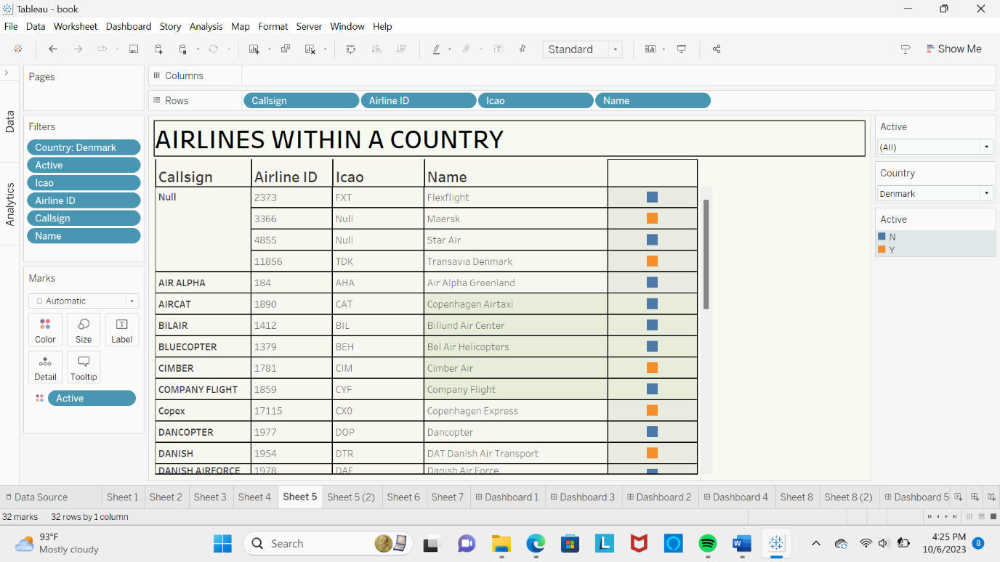 Tableau - book
File Data Worksheet Dashboard Story Analysis Map Format Server Window Help
Standard
Show Me
Pages
Columns
Rows Callsign Airline ID Icao Name
Data
Analytics
Filters
Country: Denmark
Active
Icao
Airline ID
Callsign
Name
Marks
Automatic
Color Size Label
Detail Tooltip
Active
AIRLINES WITHIN A COUNTRY
Callsign Airline ID Icao Name
Null 2373 FXT Flexflight
3366 Null Maersk
4855 Null Star Air
11856 TDK Transavia Denmark
AIR ALPHA 184 AHA Air Alpha Greenland
AIRCAT 1890 CAT Copenhagen Airtaxi
BILAIR 1412 BIL Billund Air Center
BLUECOPTER 1379 BEH Bel Air Helicopters
CIMBER 1781 CIM Cimber Air
COMPANY FLIGHT 1859 CYF Company Flight
Copex 17115 CX0 Copenhagen Express
DANCOPTER 1977 DOP Dancopter
DANISH 1954 DTR DAT Danish Air Transport
DANISH AIRFORCE 1978 DAF Danish Air Force
Active
(All)
Country
Denmark
Active
N
Y
Data Source Sheet 1 Sheet 2 Sheet 3 Sheet 4 Sheet 5 Sheet 5 (2) Sheet 6 Sheet 7 Dashboard 1 Dashboard 3 Dashboard 2 Dashboard 4 Sheet 8 Sheet 8 (2) Dashboard 5
32 marks 32 rows by 1 column
93°F
Mostly cloudy
Search
L
W
4:25 PM
10/6/2023
8